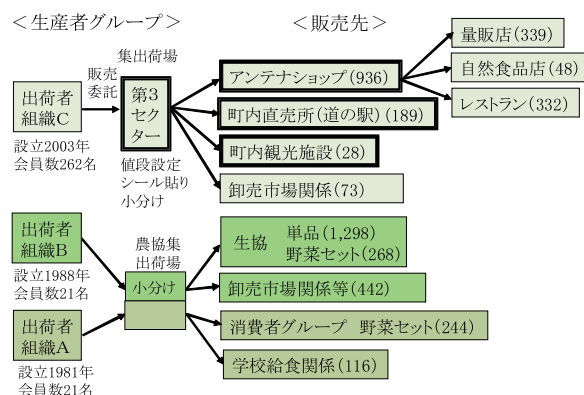 ＜生産者グループ＞
＜販売先＞
集出荷場
販売
委託
出荷者
組織C
設立2003年
会員数262名
第3
セク
ター
値段設定
シール貼り
小分け
アンテナショップ(936)
量販店(339)
自然食品店(48)
レストラン(332)
町内直売所(道の駅)(189)
町内観光施設(28)
卸売市場関係(73)
出荷者
組織B
設立1988年
会員数21名
農協集
出荷場
小分け
生協　単品(1,298)
野菜セット(268)
卸売市場関係等(442)
出荷者
組織A
設立1981年
会員数21名
消費者グループ　野菜セット(244)
学校給食関係(116)